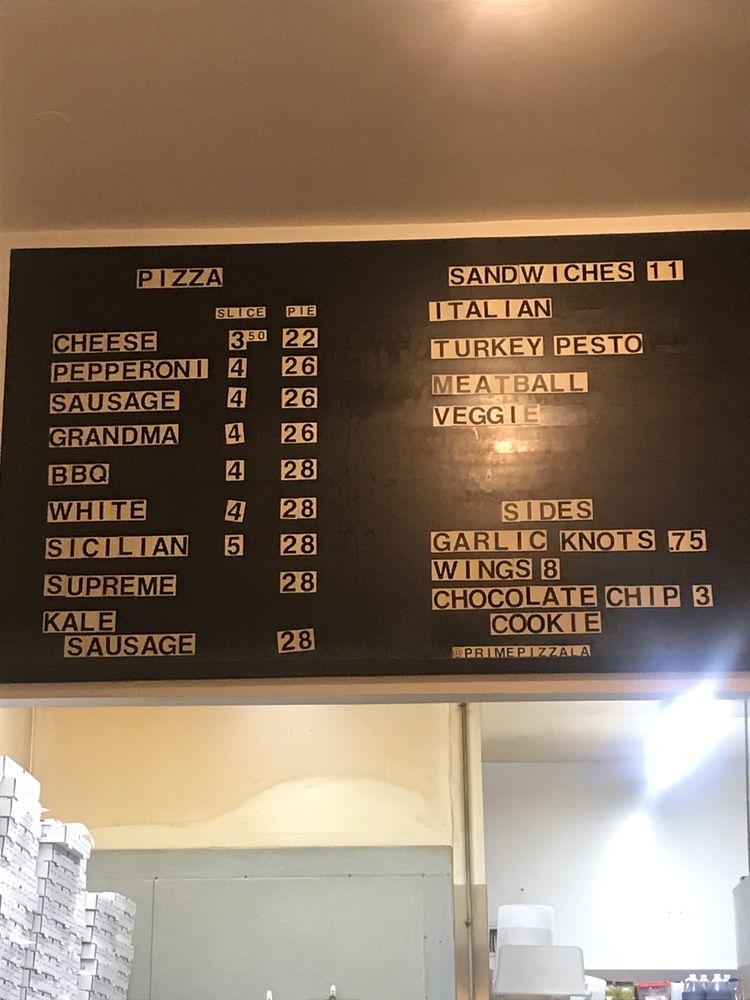 PIZZA
SLICE PIE
CHEESE 3 50 22
PEPPERONI 4 26
SAUSAGE 4 26
GRANDMA 4 26
BBQ 4 28
WHITE 4 28
SICILIAN 5 28
SUPREME 28
KALE
SAUSAGE 28
SANDWICHES 11
ITALIAN
TURKEY PESTO
MEATBALL
VEGGIE
SIDES
GARLIC KNOTS .75
WINGS 8
CHOCOLATE CHIP 3
COOKIE
@PRIMEPIZZALA